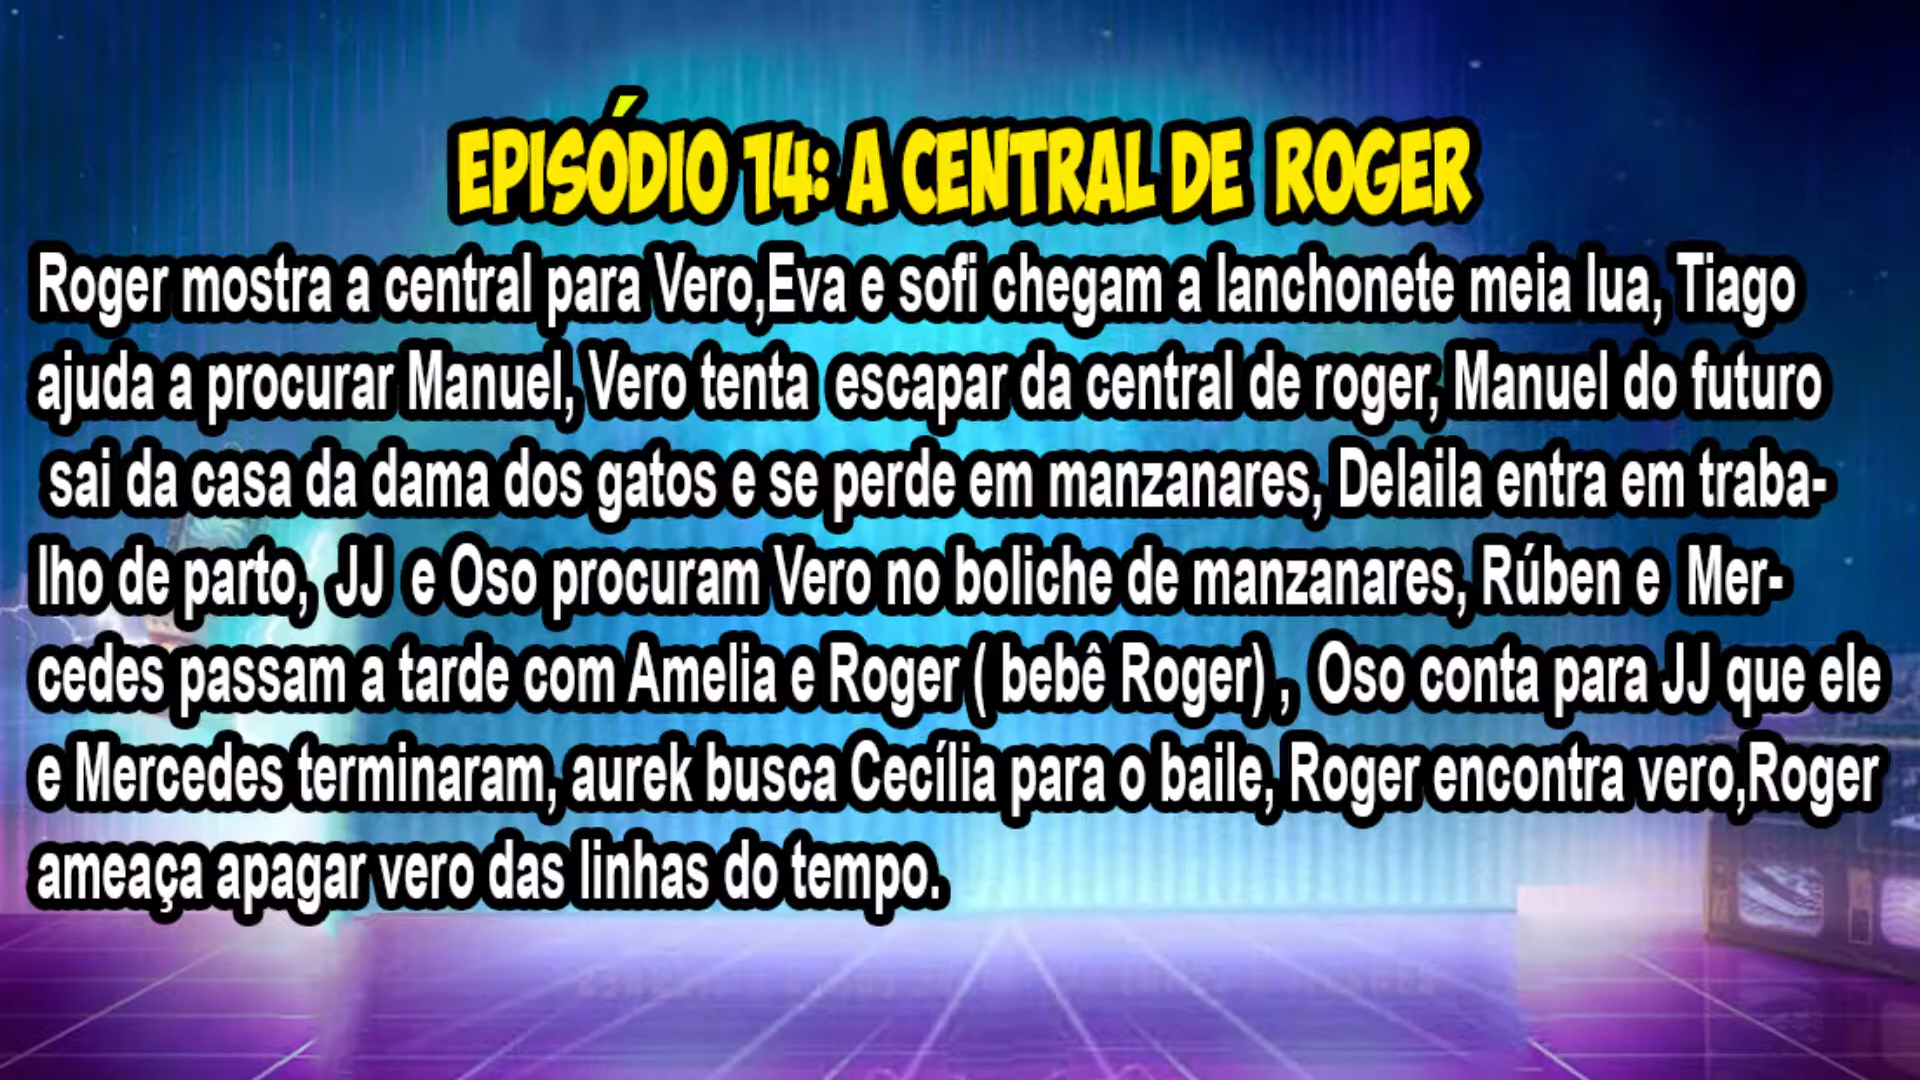 EPISÓDIO 14: A CENTRAL DE ROGER
Roger mostra a central para Vero,Eva e sofi chegam a lanchonete meia lua, Tiago
ajuda a procurar Manuel, Vero tenta escapar da central de roger, Manuel do futuro
sai da casa da dama dos gatos e se perde em manzanares, Delaila entra em traba-
lho de parto, JJ e Oso procuram Vero no boliche de manzanares, Rúben e Mer-
cedes passam a tarde com Amelia e Roger ( bebê Roger) , Oso conta para JJ que ele
e Mercedes terminaram, aurek busca Cecília para o baile, Roger encontra vero,Roger
ameaça apagar vero das linhas do tempo.